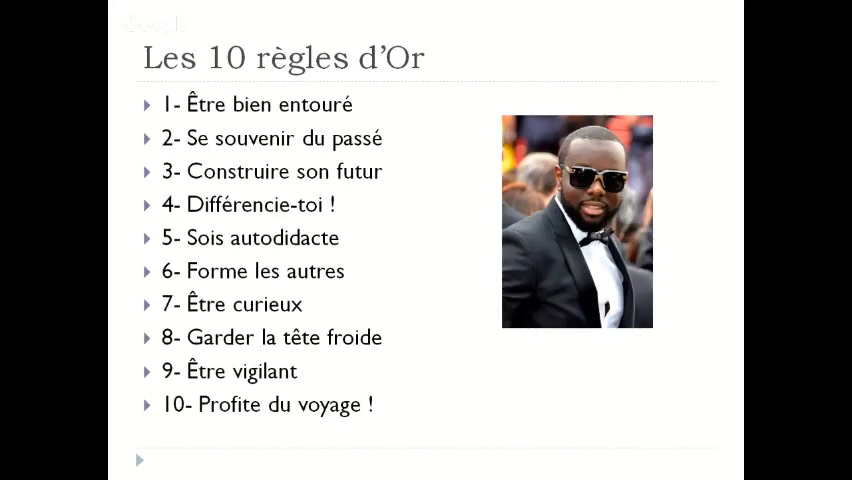 Les 10 règles d’Or
1- Être bien entouré
2- Se souvenir du passé
3- Construire son futur
4- Différencie-toi !
5- Sois autodidacte
6- Forme les autres
7- Être curieux
8- Garder la tête froide
9- Être vigilant
10- Profite du voyage !